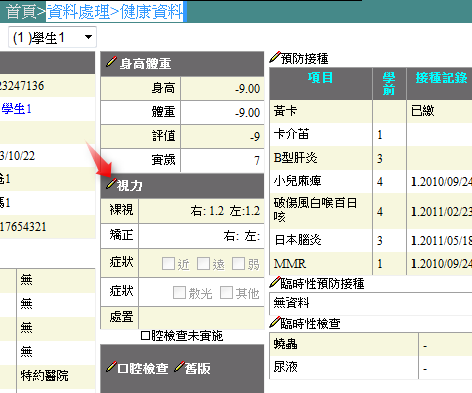 首頁>資料處理>健康資料
(1 )學生1
23247136
學生1
3/10/22
爸1
媽1
17654321
無
無
無
無
特約醫院
身高體重
身高 -9.00
體重 -9.00
評值 -9
實歲 7
視力
裸視 右: 1.2 左:1.2
矯正 右: 左:
症狀 近 遠 弱
症狀 散光 其他
處置
口腔檢查未實施
口腔檢查 舊版
預防接種
項目 學前 接種記錄
黃卡 已繳
卡介苗 1
B型肝炎 3
小兒麻痺 4 1.2010/09/24
破傷風白喉百日咳 4 1.2011/02/23
日本腦炎 3 1.2011/05/18
MMR 1 1.2010/09/24
臨時性預防接種
無資料
臨時性檢查
蟯蟲 -
尿液 -